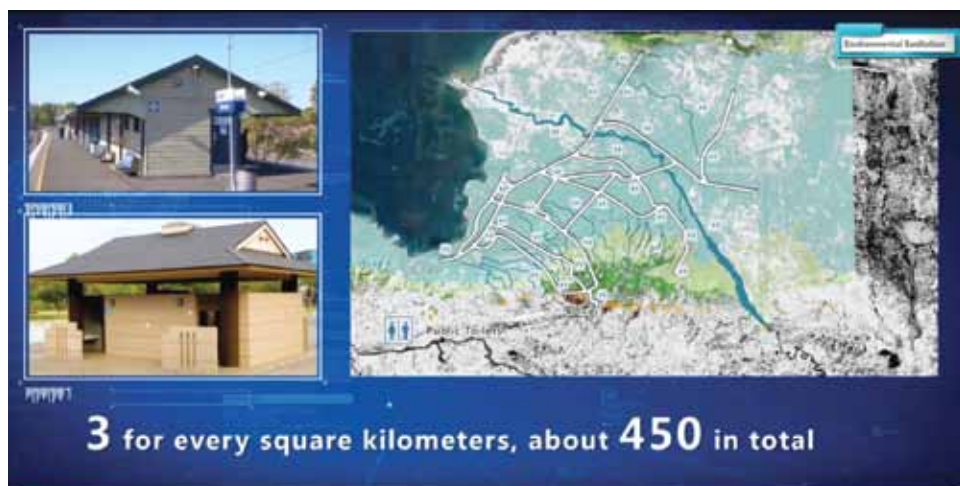 Environmental Sanitation
Public Toilets
3 for every square kilometers, about 450 in total